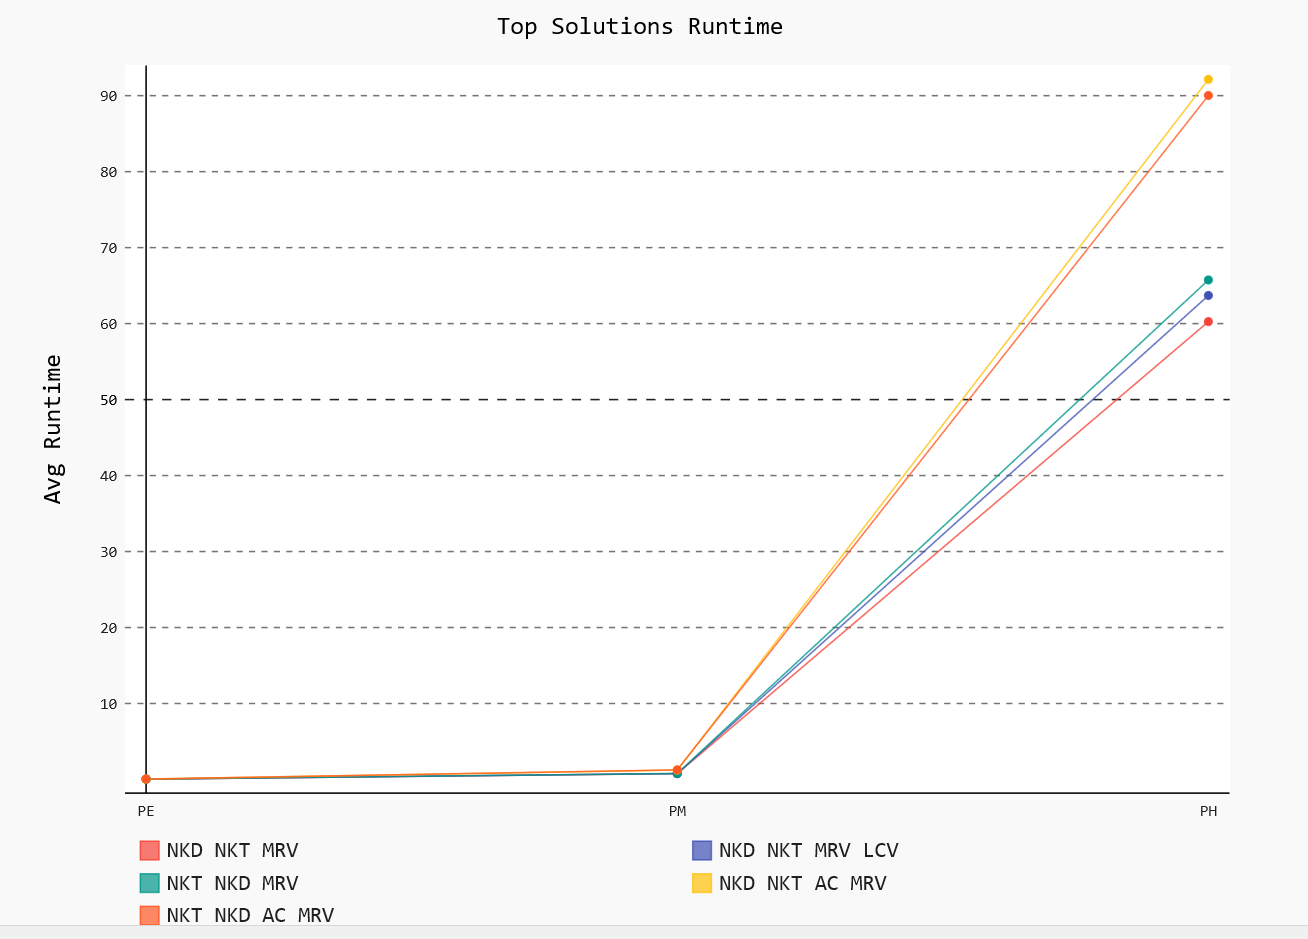 Top Solutions Runtime
90
80
70
60
50
40
30
20
10
Avg Runtime
PE PM PH
NKD NKT MRV NKD NKT MRV LCV
NKT NKD MRV NKD NKT AC MRV
NKT NKD AC MRV